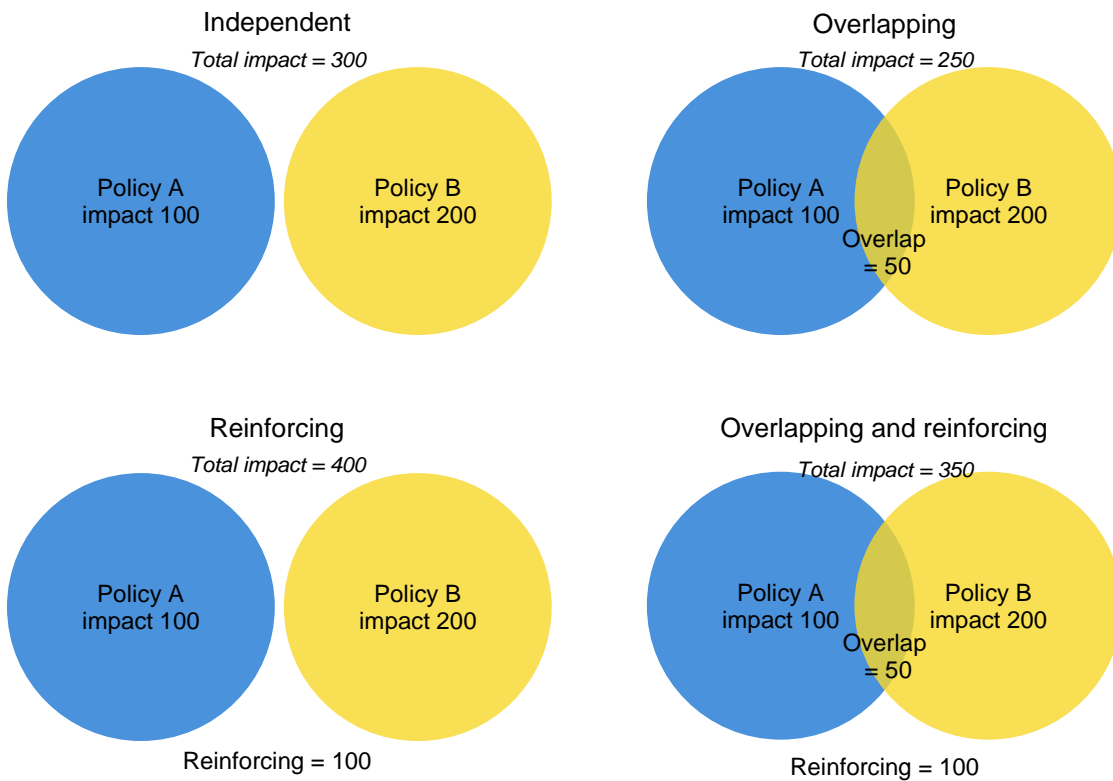 Independent
Total impact = 300
Policy A
impact 100
Policy B
impact 200
Overlapping
Total impact = 250
Policy A
impact 100
Overlap
= 50
Policy B
impact 200
Reinforcing
Total impact = 400
Policy A
impact 100
Policy B
impact 200
Reinforcing = 100
Overlapping and reinforcing
Total impact = 350
Policy A
impact 100
Overlap
= 50
Policy B
impact 200
Reinforcing = 100